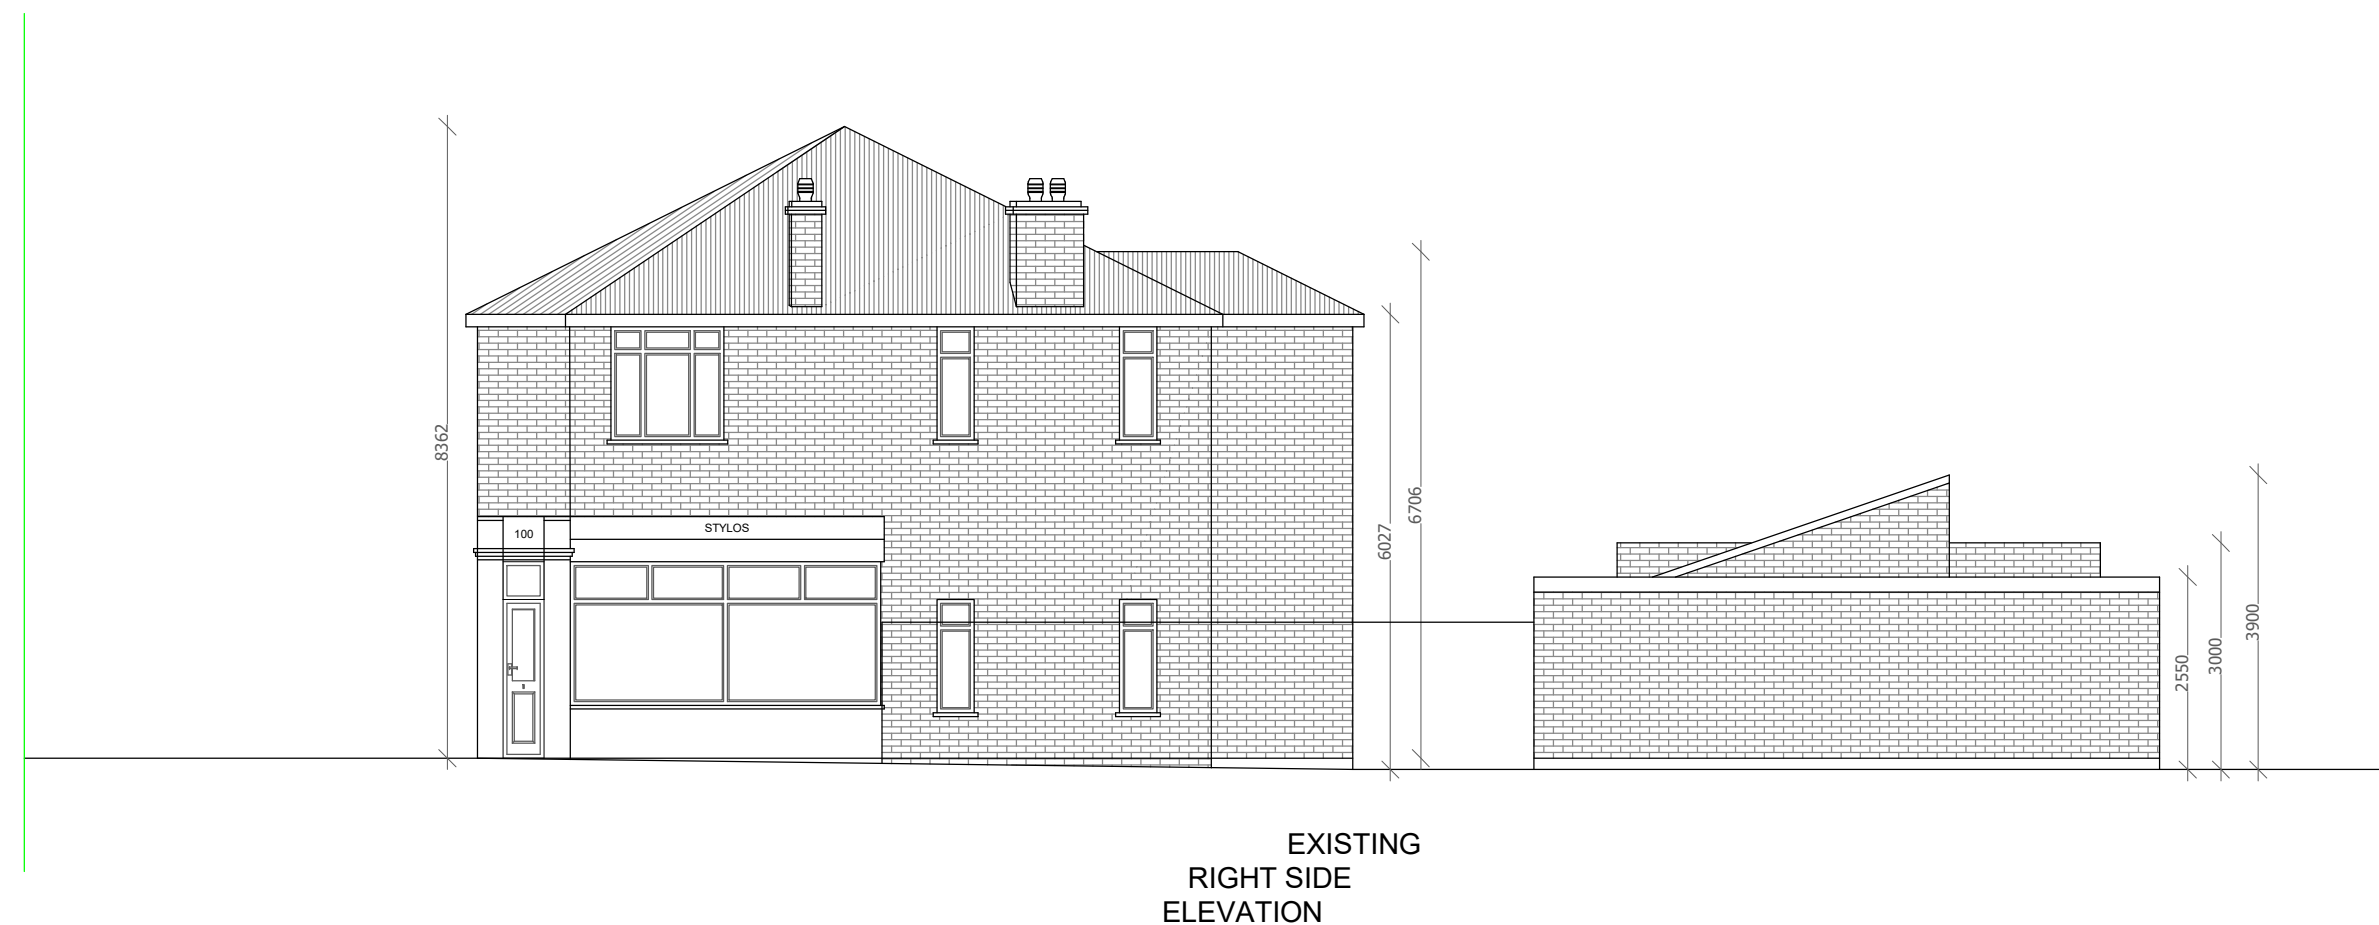 8362
100
STYLOS
6027
6706
2550
3000
3900
EXISTING
RIGHT SIDE
ELEVATION